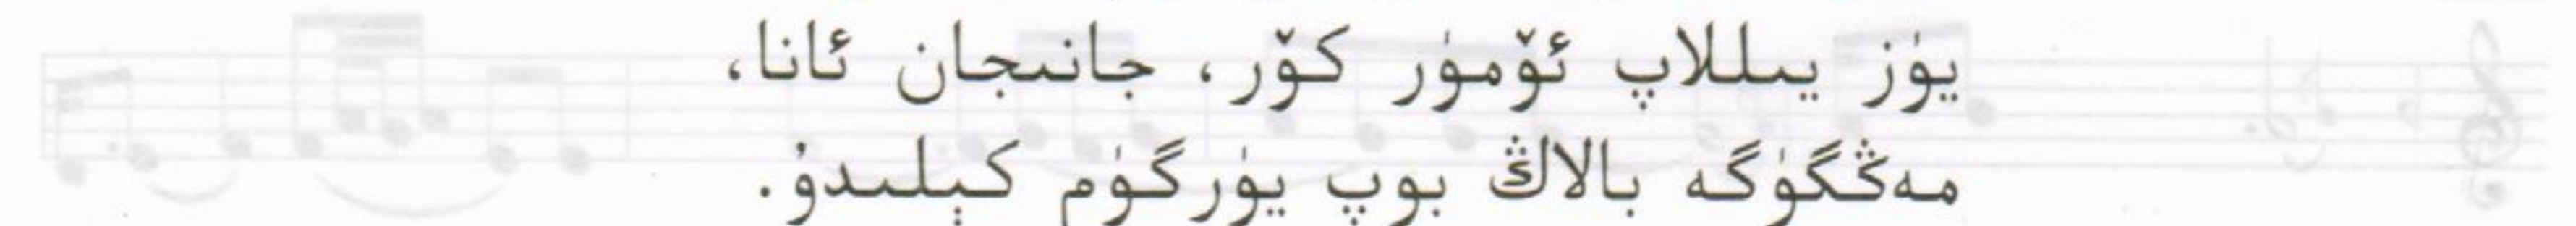 يۈز يىللاپ ئۆمۈر كۆر، جانىجان ئانا،
مەڭگۈگە بالاڭ بوپ يۈرگۈم كېلىدۇ.